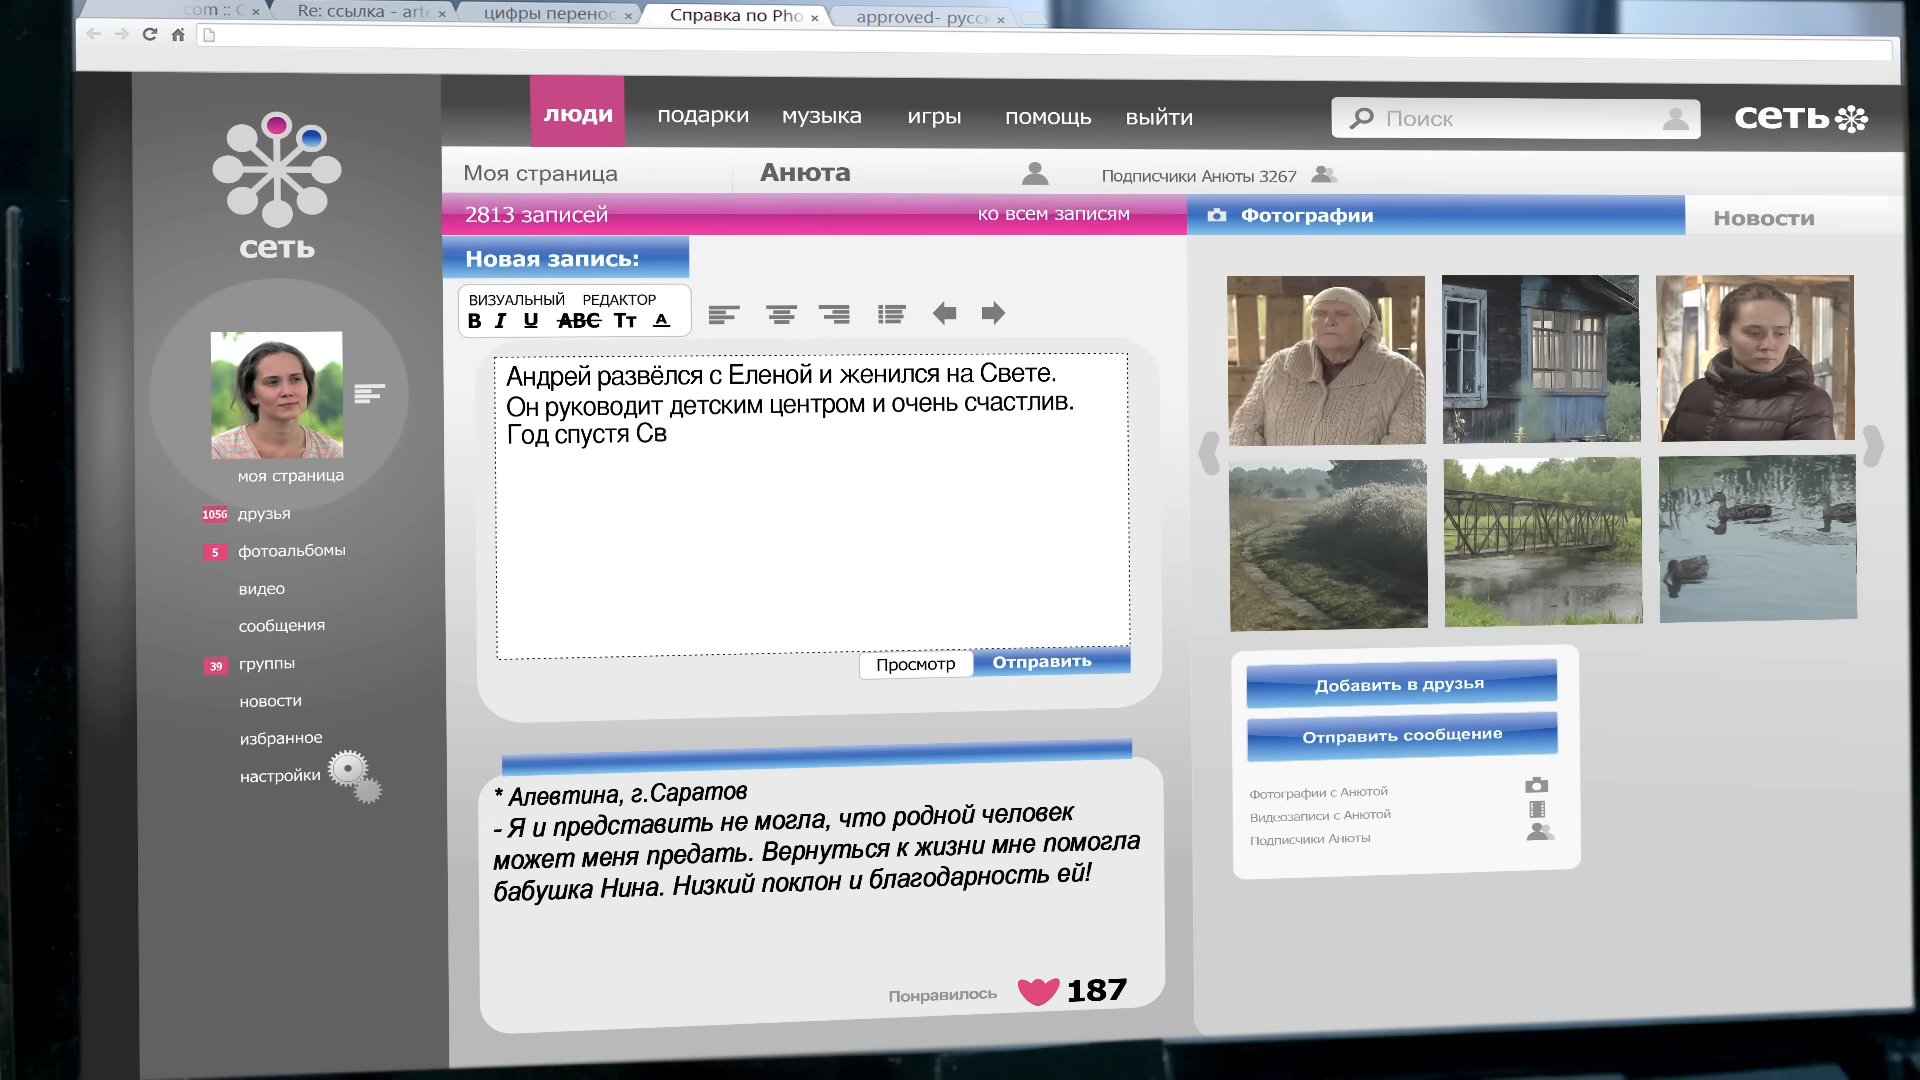 Re: ссылка -
цифры
Справка по Pho
approved-
люди
подарки
музыка
игры
помощь
выйти
Поиск
сеть
сеть
Моя страница
Анюта
Подписчики Анюты 3267
2813 записей
ко всем записям
Фотографии
Новости
Новая запись:
ВИЗУАЛЬНЫЙ РЕДАКТОР
B I U ABC Tт A
Андрей развёлся с Еленой и женился на Свете.
Он руководит детским центром и очень счастлив.
Год спустя Св
Просмотр
Отправить
моя страница
1056 друзья
5 фотоальбомы
видео
сообщения
39 группы
новости
избранное
настройки
* Алевтина, г.Саратов
- Я и представить не могла, что родной человек
может меня предать. Вернуться к жизни мне помогла
бабушка Нина. Низкий поклон и благодарность ей!
Понравилось 187
Добавить в друзья
Отправить сообщение
Фотографии с Анютой
Видеозаписи с Анютой
Подписчики Анюты